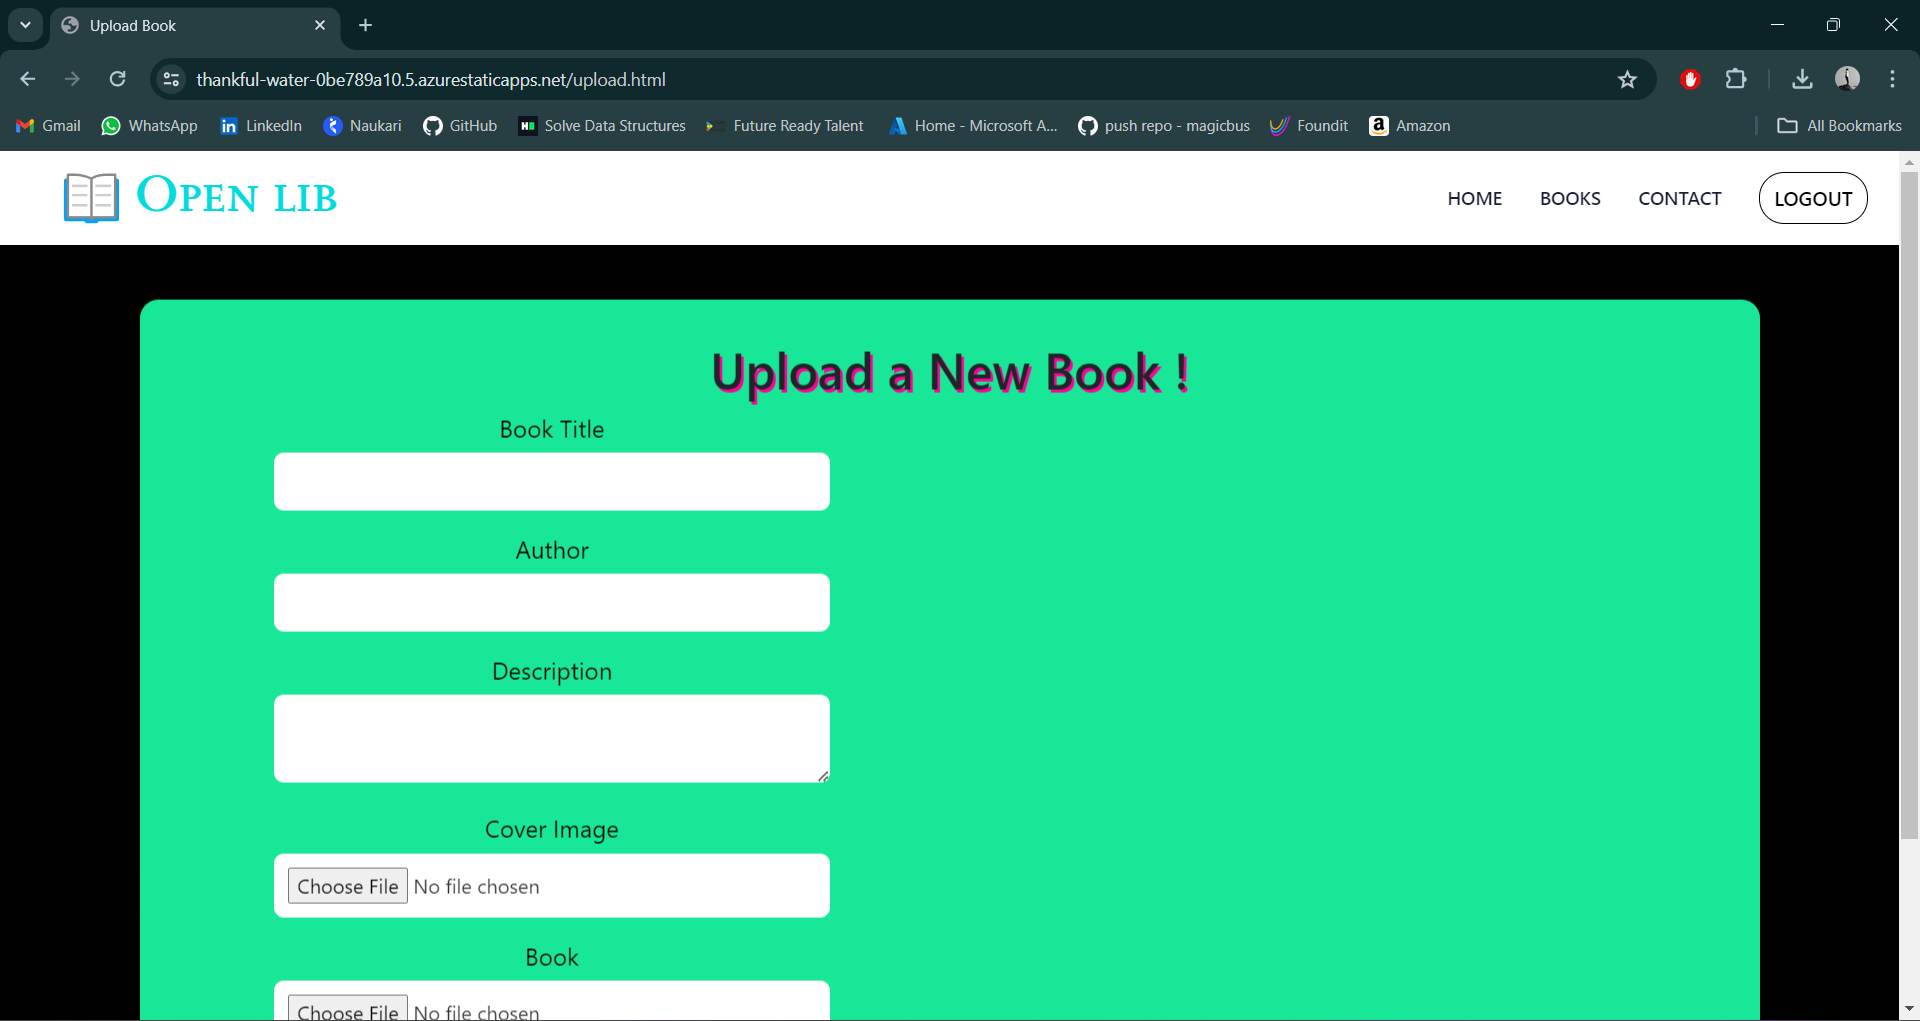 Upload Book
thankful-water-0be789a10.5.azurestaticapps.net/upload.html
Gmail WhatsApp LinkedIn Naukari GitHub Solve Data Structures Future Ready Talent Home - Microsoft A... push repo - magicbus Foundit Amazon All Bookmarks
OPEN LIB HOME BOOKS CONTACT LOGOUT
Upload a New Book !
Book Title
Author
Description
Cover Image
Choose File No file chosen
Book
Choose File No file chosen